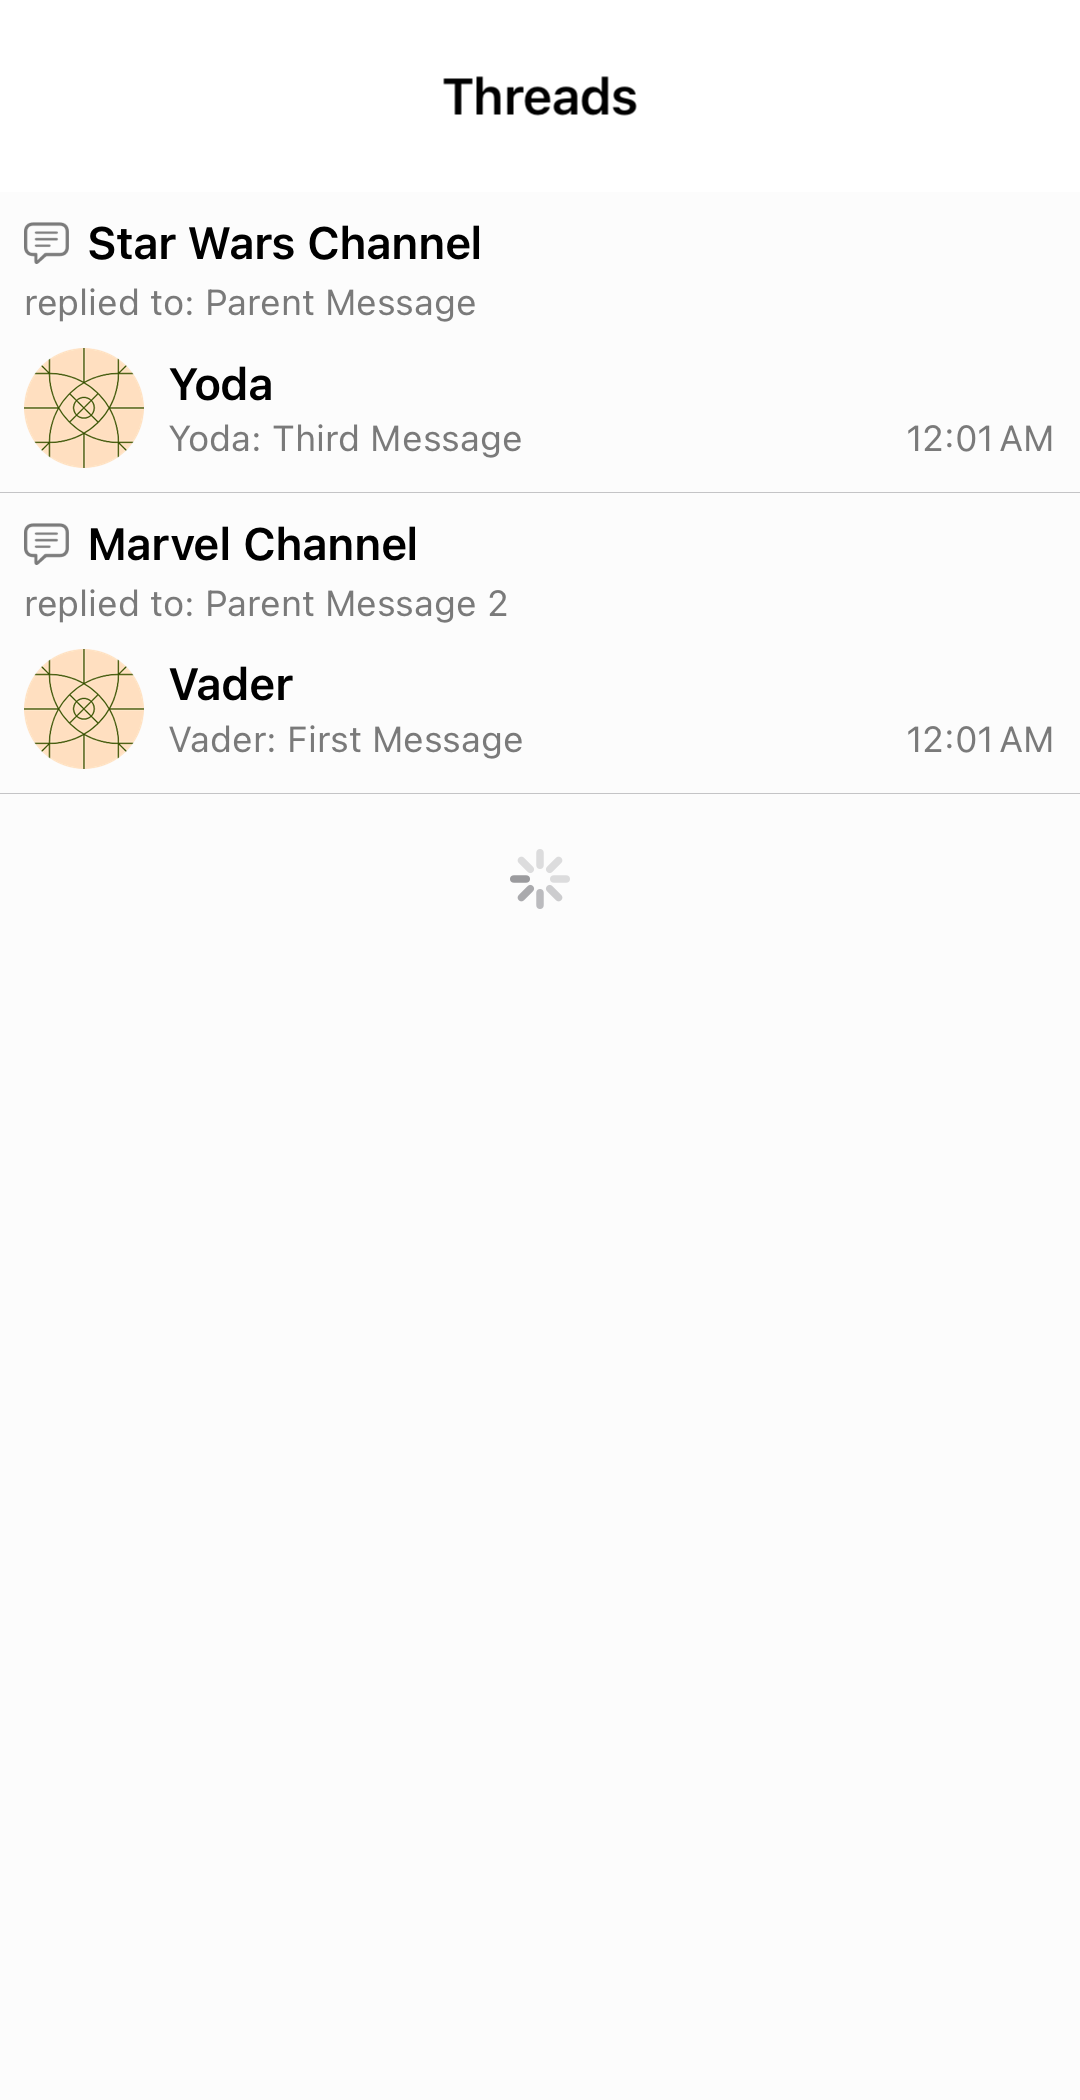 Threads
Star Wars Channel
replied to: Parent Message
Yoda
Yoda: Third Message
12:01 AM
Marvel Channel
replied to: Parent Message 2
Vader
Vader: First Message
12:01 AM